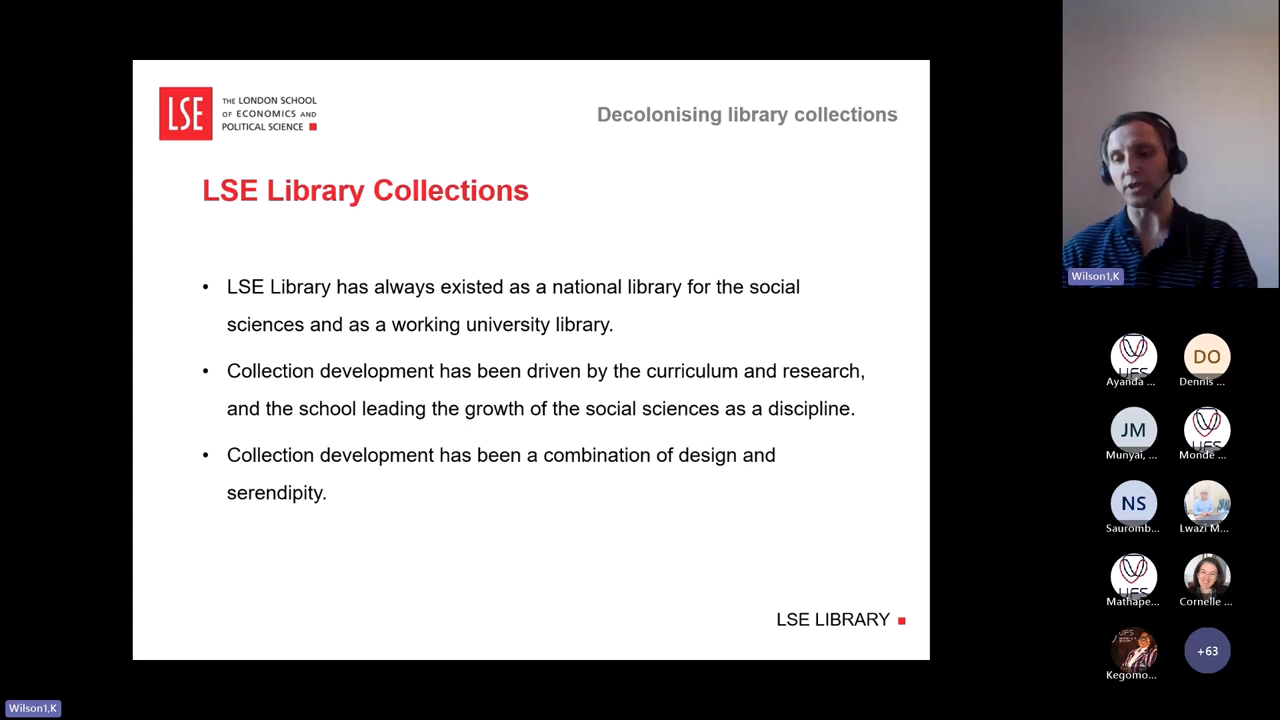 LSE
THE LONDON SCHOOL
OF ECONOMICS AND
POLITICAL SCIENCE
Decolonising library collections
LSE Library Collections
• LSE Library has always existed as a national library for the social
sciences and as a working university library.
• Collection development has been driven by the curriculum and research,
and the school leading the growth of the social sciences as a discipline.
• Collection development has been a combination of design and
serendipity.
LSE LIBRARY
Wilson1,K
UFS
Ayanda ...
DO
Dennis ...
JM
Munyai, ...
UFS
Monde ...
NS
Sauromb...
Lwazi M...
UFS
Mathape...
Cornelle ...
UFS
Kegomo...
+63
Wilson1,K